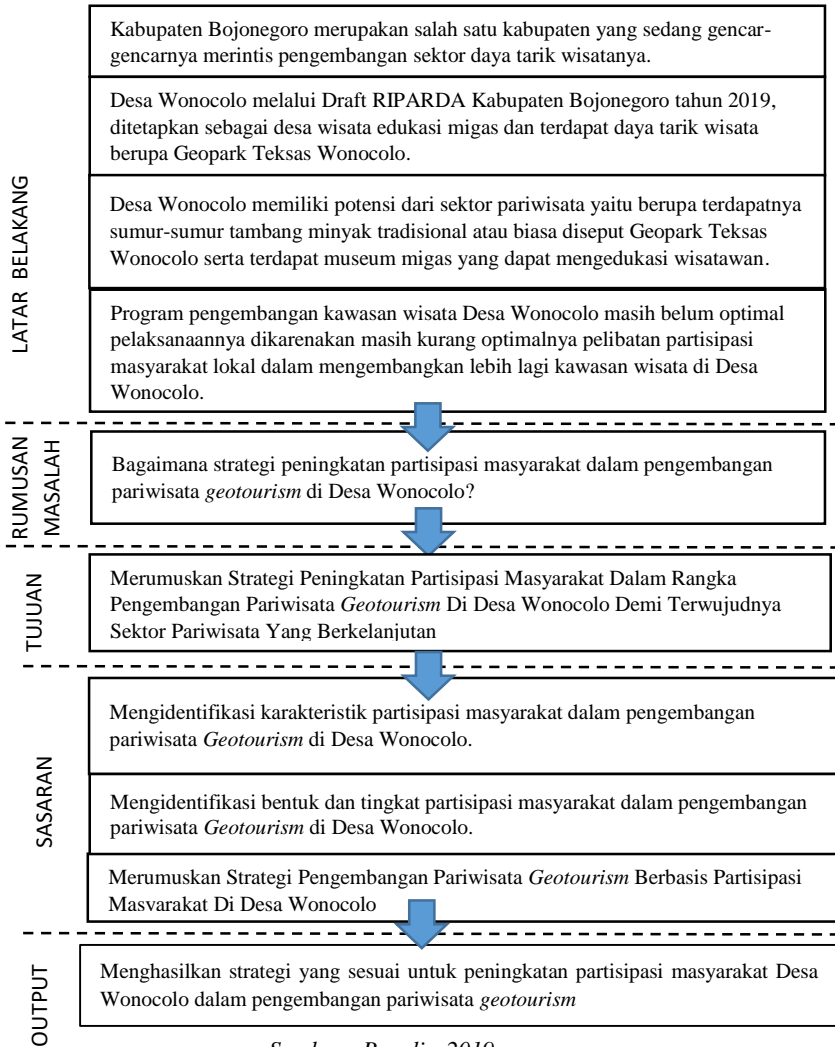 Kabupaten Bojonegoro merupakan salah satu kabupaten yang sedang gencar-
gencarnya merintis pengembangan sektor daya tarik wisatanya.
LATAR BELAKANG
Desa Wonocolo melalui Draft RIPARDA Kabupaten Bojonegoro tahun 2019,
ditetapkan sebagai desa wisata edukasi migas dan terdapat daya tarik wisata
berupa Geopark Teksas Wonocolo.
Desa Wonocolo memiliki potensi dari sektor pariwisata yaitu berupa terdapatnya
sumur-sumur tambang minyak tradisional atau biasa diseput Geopark Teksas
Wonocolo serta terdapat museum migas yang dapat mengedukasi wisatawan.
Program pengembangan kawasan wisata Desa Wonocolo masih belum optimal
pelaksanaannya dikarenakan masih kurang optimalnya pelibatan partisipasi
masyarakat lokal dalam mengembangkan lebih lagi kawasan wisata di Desa
Wonocolo.
RUMUSAN
MASALAH
Bagaimana strategi peningkatan partisipasi masyarakat dalam pengembangan
pariwisata geotourism di Desa Wonocolo?
TUJUAN
Merumuskan Strategi Peningkatan Partisipasi Masyarakat Dalam Rangka
Pengembangan Pariwisata Geotourism Di Desa Wonocolo Demi Terwujudnya
Sektor Pariwisata Yang Berkelanjutan
SASARAN
Mengidentifikasi karakteristik partisipasi masyarakat dalam pengembangan
pariwisata Geotourism di Desa Wonocolo.
Mengidentifikasi bentuk dan tingkat partisipasi masyarakat dalam pengembangan
pariwisata Geotourism di Desa Wonocolo.
Merumuskan Strategi Pengembangan Pariwisata Geotourism Berbasis Partisipasi
Masyarakat Di Desa Wonocolo
OUTPUT
Menghasilkan strategi yang sesuai untuk peningkatan partisipasi masyarakat Desa
Wonocolo dalam pengembangan pariwisata geotourism